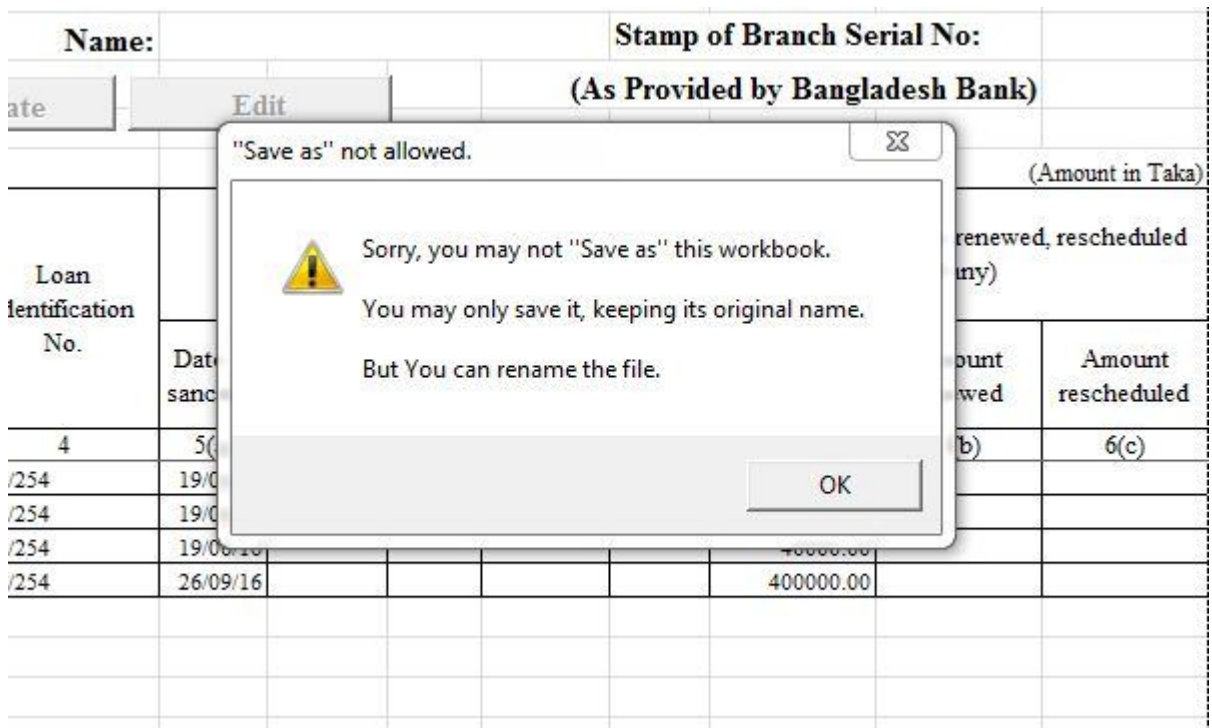 Name:
Stamp of Branch Serial No:
Edit
(As Provided by Bangladesh Bank)
"Save as" not allowed.
(Amount in Taka)
Sorry, you may not "Save as" this workbook.
You may only save it, keeping its original name.
But You can rename the file.
OK
renewed, rescheduled
Loan
No.
Amount
rescheduled
4
6(c)
/254
/254
/254
/254
26/09/16
400000.00